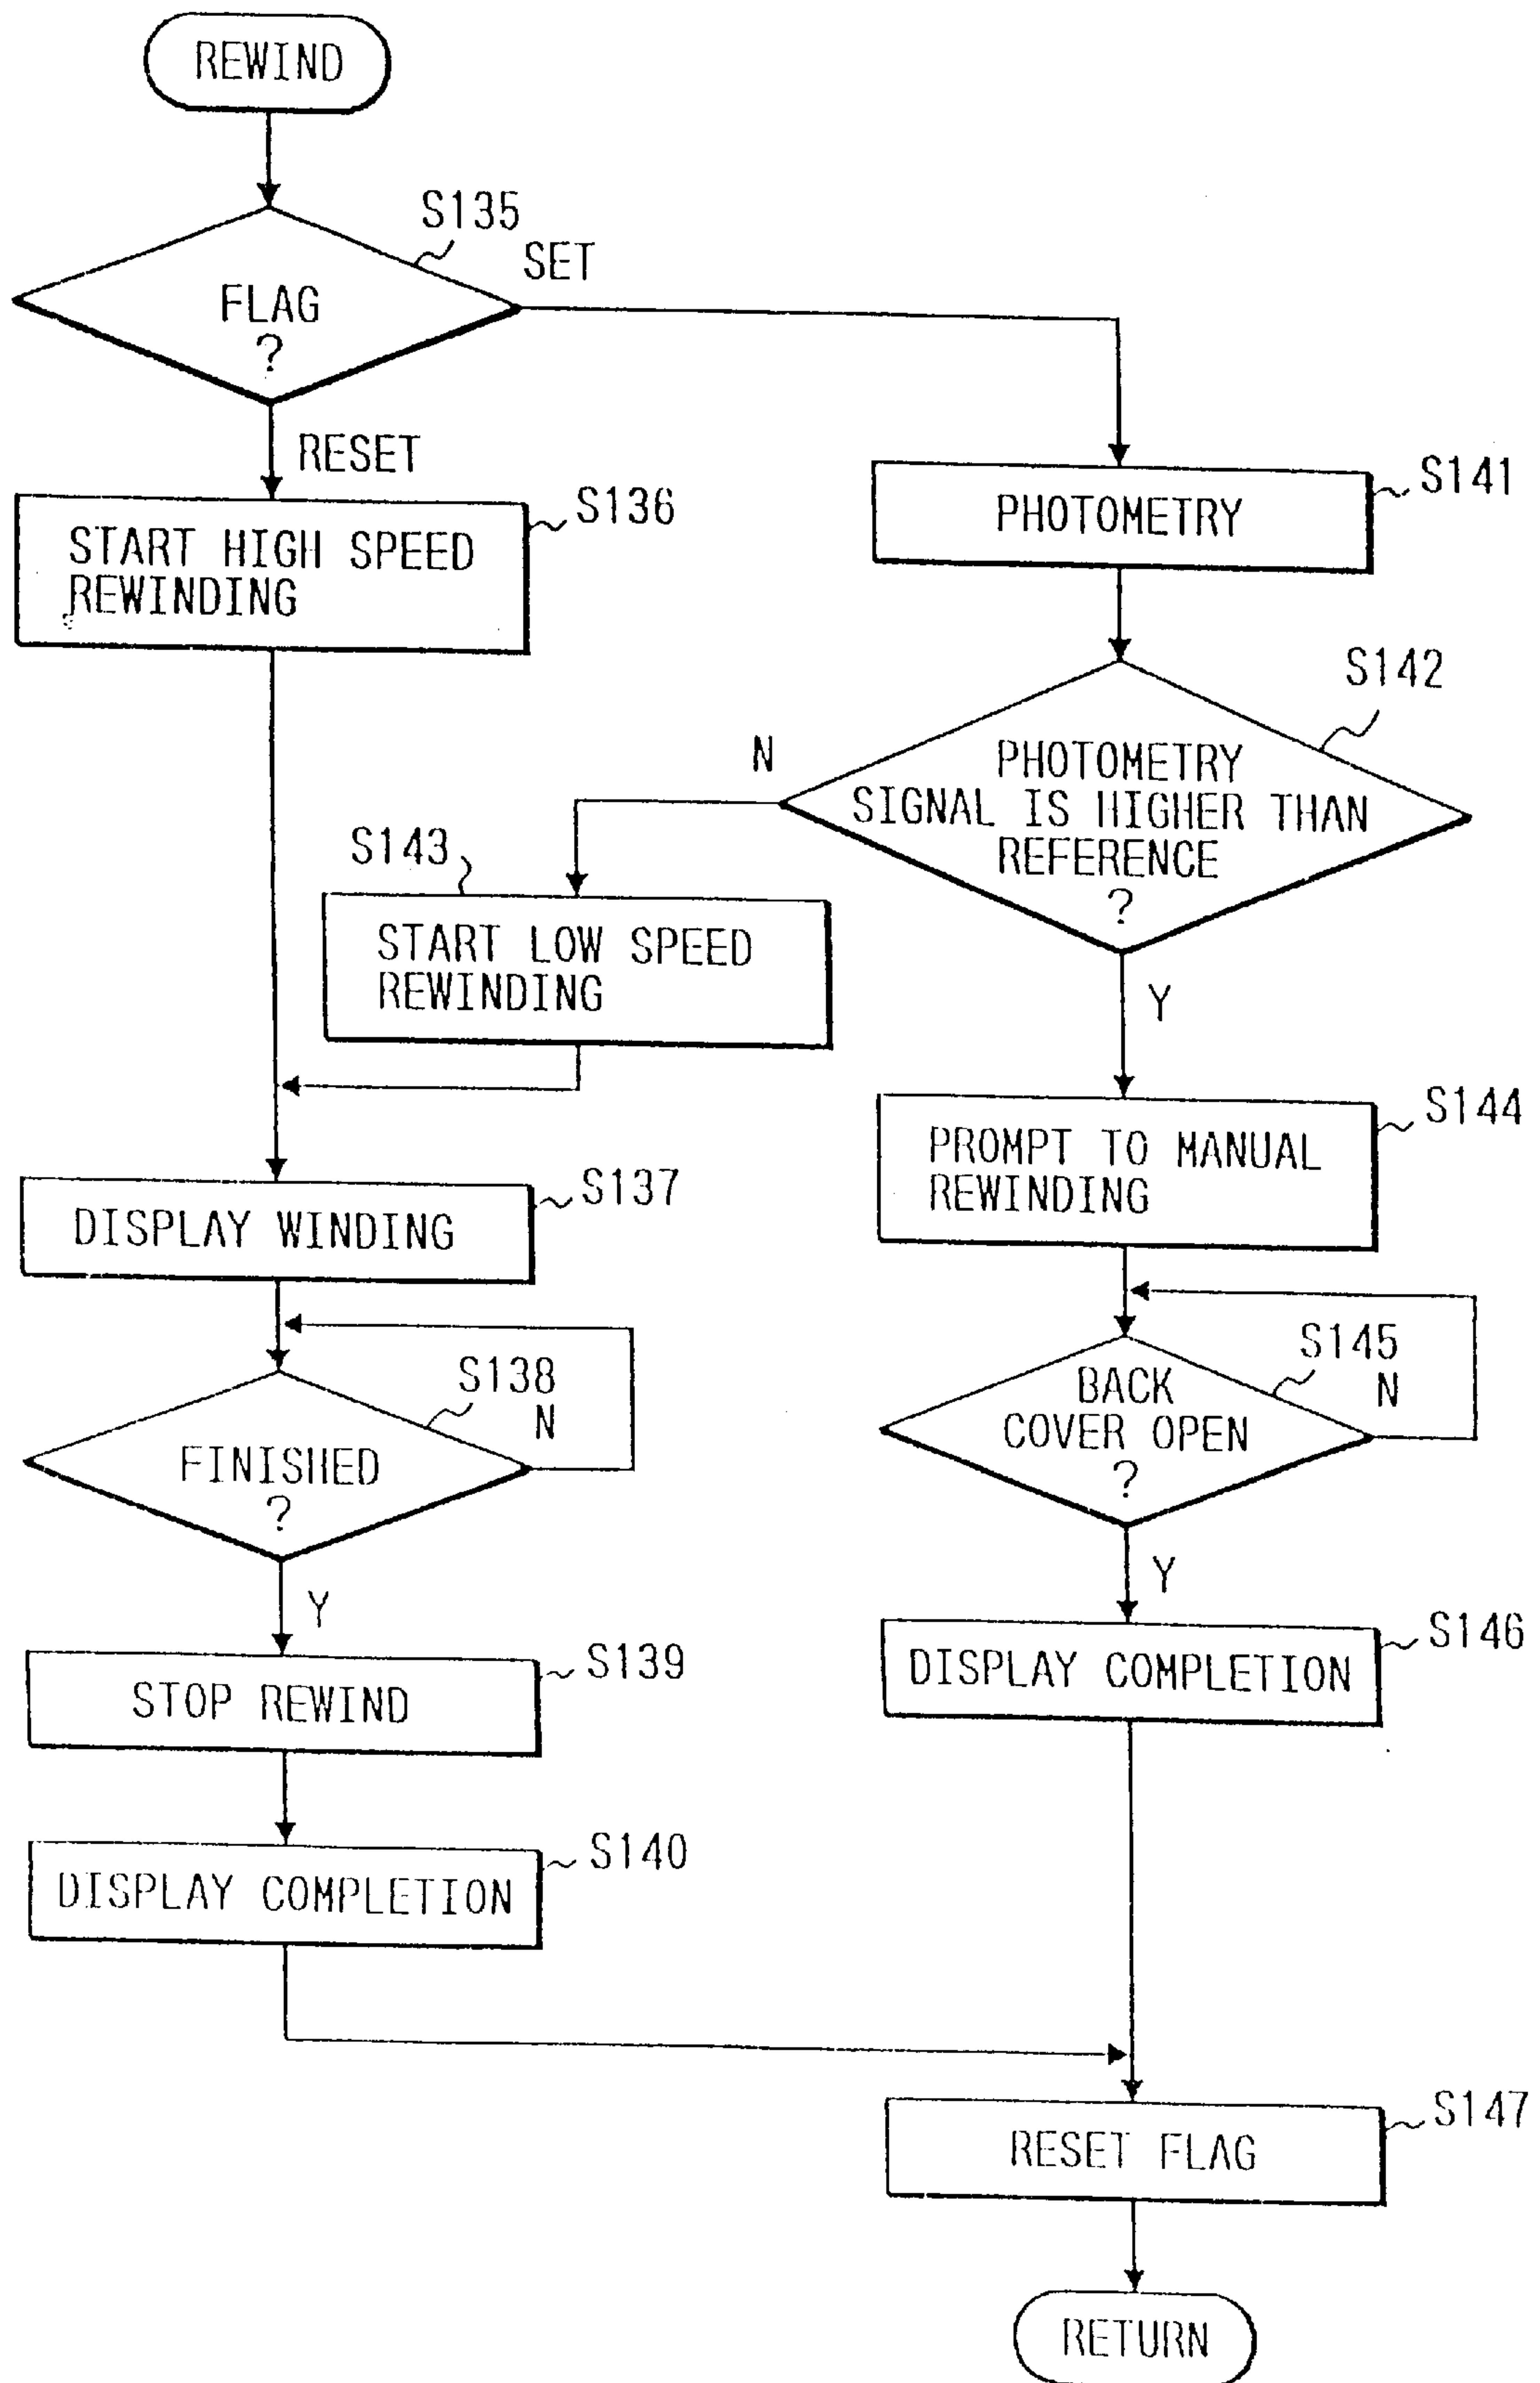 REWIND
S135
SET
FLAG
?
RESET
S136
START HIGH SPEED
REWINDING
S141
PHOTOMETRY
S142
PHOTOMETRY
SIGNAL IS HIGHER THAN
REFERENCE
?
N
Y
S143
START LOW SPEED
REWINDING
S144
PROMPT TO MANUAL
REWINDING
S137
DISPLAY WINDING
S138
N
FINISHED
?
Y
S145
N
BACK
COVER OPEN
?
Y
S139
STOP REWIND
S146
DISPLAY COMPLETION
S140
DISPLAY COMPLETION
S147
RESET FLAG
RETURN